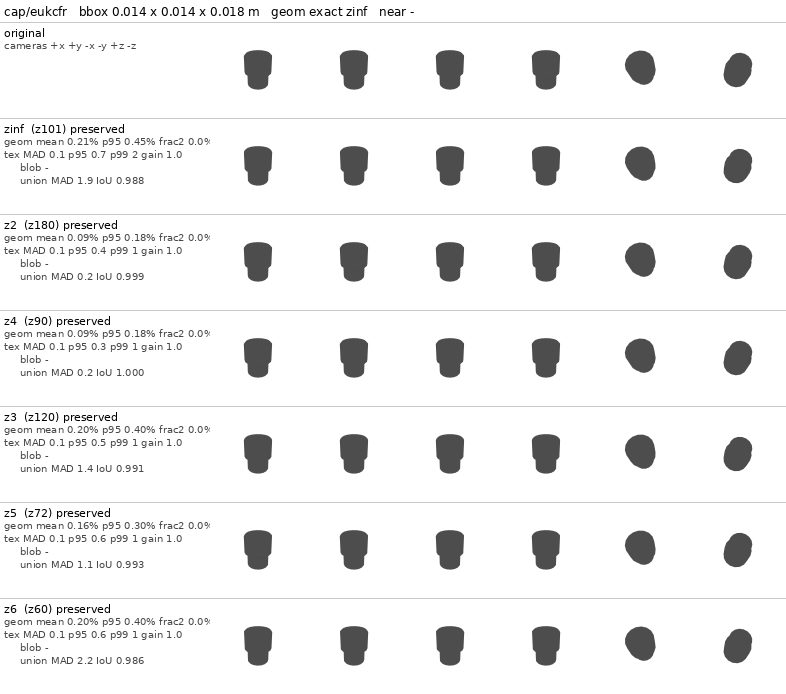 cap/eukcfr bbox 0.014 x 0.014 x 0.018 m geom exact zinf near -
original
cameras +x +y -x -y +z -z
zinf (z101) preserved
geom mean 0.21% p95 0.45% frac2 0.0%
tex MAD 0.1 p95 0.7 p99 2 gain 1.0
blob -
union MAD 1.9 IoU 0.988
z2 (z180) preserved
geom mean 0.09% p95 0.18% frac2 0.0%
tex MAD 0.1 p95 0.4 p99 1 gain 1.0
blob -
union MAD 0.2 IoU 0.999
z4 (z90) preserved
geom mean 0.09% p95 0.18% frac2 0.0%
tex MAD 0.1 p95 0.3 p99 1 gain 1.0
blob -
union MAD 0.2 IoU 1.000
z3 (z120) preserved
geom mean 0.20% p95 0.40% frac2 0.0%
tex MAD 0.1 p95 0.5 p99 1 gain 1.0
blob -
union MAD 1.4 IoU 0.991
z5 (z72) preserved
geom mean 0.16% p95 0.30% frac2 0.0%
tex MAD 0.1 p95 0.6 p99 1 gain 1.0
blob -
union MAD 1.1 IoU 0.993
z6 (z60) preserved
geom mean 0.20% p95 0.40% frac2 0.0%
tex MAD 0.1 p95 0.6 p99 1 gain 1.0
blob -
union MAD 2.2 IoU 0.986